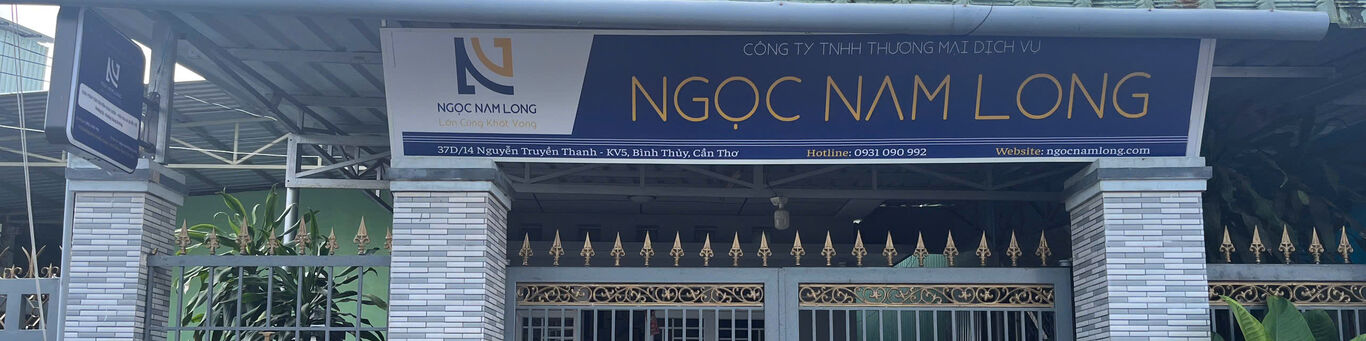 CÔNG TY TNHH THƯƠNG MẠI DỊCH VỤ
NGỌC NAM LONG
NGỌC NAM LONG
Lớn Cùng Khát Vọng
37D/14 Nguyễn Truyền Thanh - KV5, Bình Thủy, Cần Thơ
Hotline: 0931 090 992
Website: ngocnamlong.com